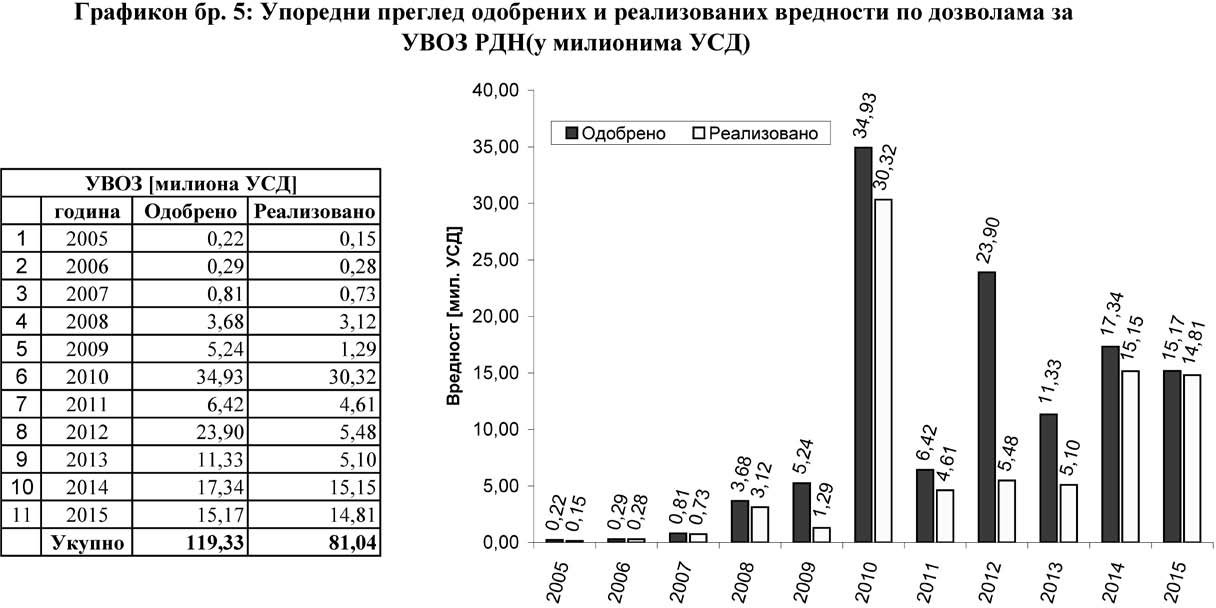 Графикон бр. 5: Упоредни преглед одобрених и реализованих вредности по дозволама за
УВОЗ РДН(у милионима УСД)
УВОЗ [милиона УСД]
година Одобрено Реализовано
1 2005 0,22 0,15
2 2006 0,29 0,28
3 2007 0,81 0,73
4 2008 3,68 3,12
5 2009 5,24 1,29
6 2010 34,93 30,32
7 2011 6,42 4,61
8 2012 23,90 5,48
9 2013 11,33 5,10
10 2014 17,34 15,15
11 2015 15,17 14,81
Укупно 119,33 81,04
Вредност [мил. УСД]
40,00
35,00
30,00
25,00
20,00
15,00
10,00
5,00
0,00
Одобрено Реализовано
0,22 0,15
0,29 0,28
0,81 0,73
3,68 3,12
5,24 1,29
34,93 30,32
6,42 4,61
23,90 5,48
11,33 5,10
17,34 15,15
15,17 14,81
2005 2006 2007 2008 2009 2010 2011 2012 2013 2014 2015